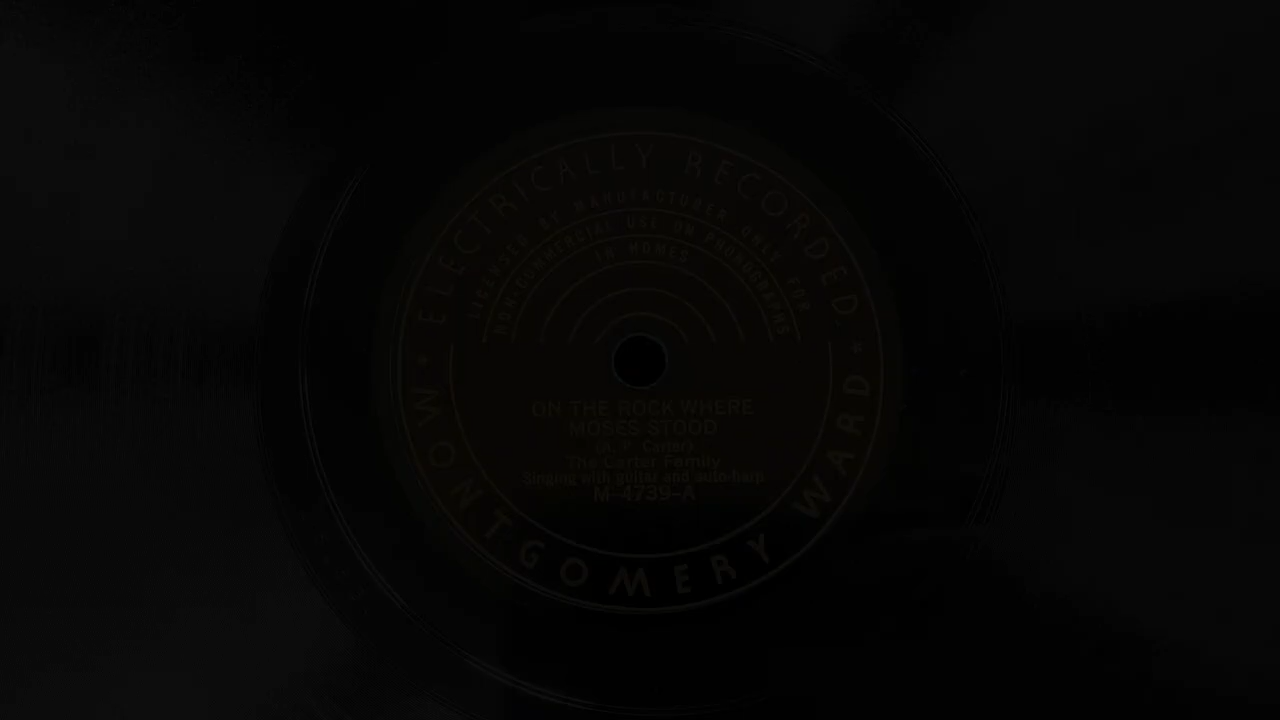 ELECTRICALLY RECORDED.
LICENSED BY MANUFACTURER ONLY FOR
NON-COMMERCIAL USE ON PHONOGRAPHS
IN HOMES
ON THE ROCK WHERE
MOSES STOOD
(A. P. Carter)
The Carter Family
Singing with guitar and auto-harp
M-4739-A
* MONTGOMERY WARD *